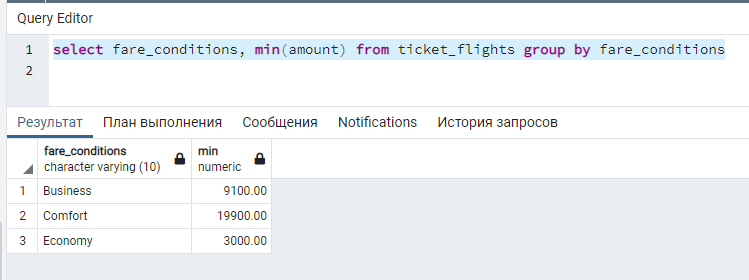 Query Editor
1 select fare_conditions, min(amount) from ticket_flights group by fare_conditions
2
Результат План выполнения Сообщения Notifications История запросов
fare_conditions min
character varying (10) numeric
1 Business 9100.00
2 Comfort 19900.00
3 Economy 3000.00